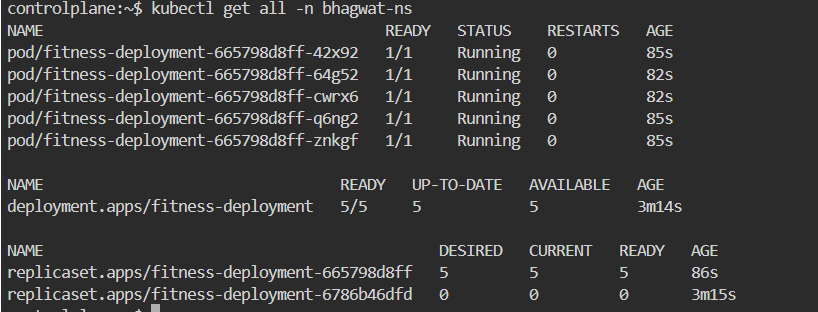 controlplane:~$ kubectl get all -n bhagwat-ns
NAME READY STATUS RESTARTS AGE
pod/fitness-deployment-665798d8ff-42x92 1/1 Running 0 85s
pod/fitness-deployment-665798d8ff-64g52 1/1 Running 0 82s
pod/fitness-deployment-665798d8ff-cwrx6 1/1 Running 0 82s
pod/fitness-deployment-665798d8ff-q6ng2 1/1 Running 0 85s
pod/fitness-deployment-665798d8ff-znkgf 1/1 Running 0 85s
NAME READY UP-TO-DATE AVAILABLE AGE
deployment.apps/fitness-deployment 5/5 5 5 3m14s
NAME DESIRED CURRENT READY AGE
replicaset.apps/fitness-deployment-665798d8ff 5 5 5 86s
replicaset.apps/fitness-deployment-6786b46dfd 0 0 0 3m15s